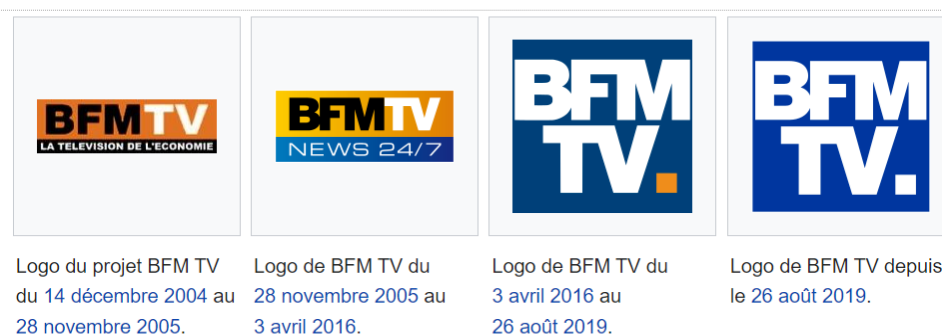 BFMTV
LA TELEVISION DE L'ECONOMIE
BFMTV
NEWS 24/7
BFM
TV.
BFM
TV.
Logo du projet BFM TV
du 14 décembre 2004 au
28 novembre 2005.
Logo de BFM TV du
28 novembre 2005 au
3 avril 2016.
Logo de BFM TV du
3 avril 2016 au
26 août 2019.
Logo de BFM TV depuis
le 26 août 2019.